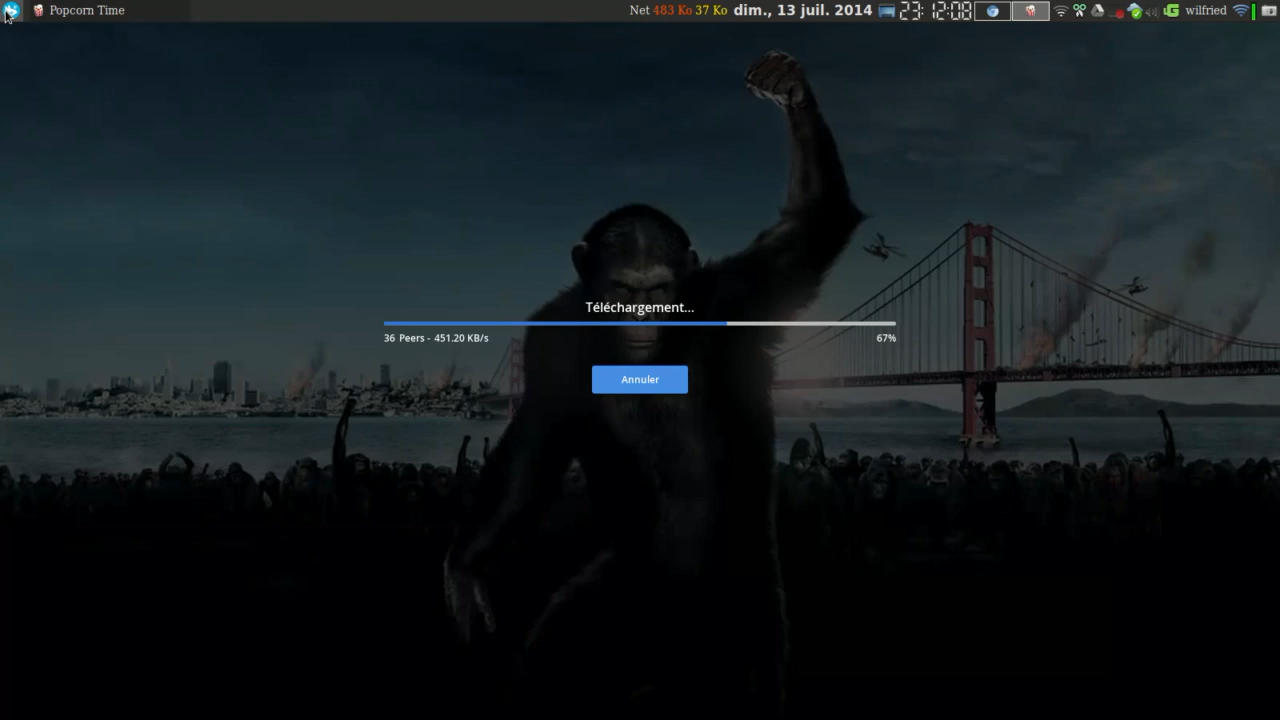 Popcorn Time
Net 483 Ko 37 Ko dim., 13 juil. 2014 23 12:08 wilfried
Téléchargement...
36 Peers - 451.20 KB/s 67%
Annuler